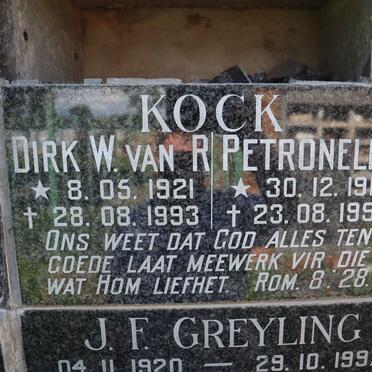 KOCK
DIRK W. VAN R PETRONEL
★ 8.05.1921 ★ 30.12.19
† 28.08.1993 † 23.08.199
ONS WEET DAT GOD ALLES TEN
GOEDE LAAT MEEWERK VIR DIE
WAT HOM LIEFHET. ROM. 8.28.
J.F. GREYLING
04.11.1920 — 29.10.199